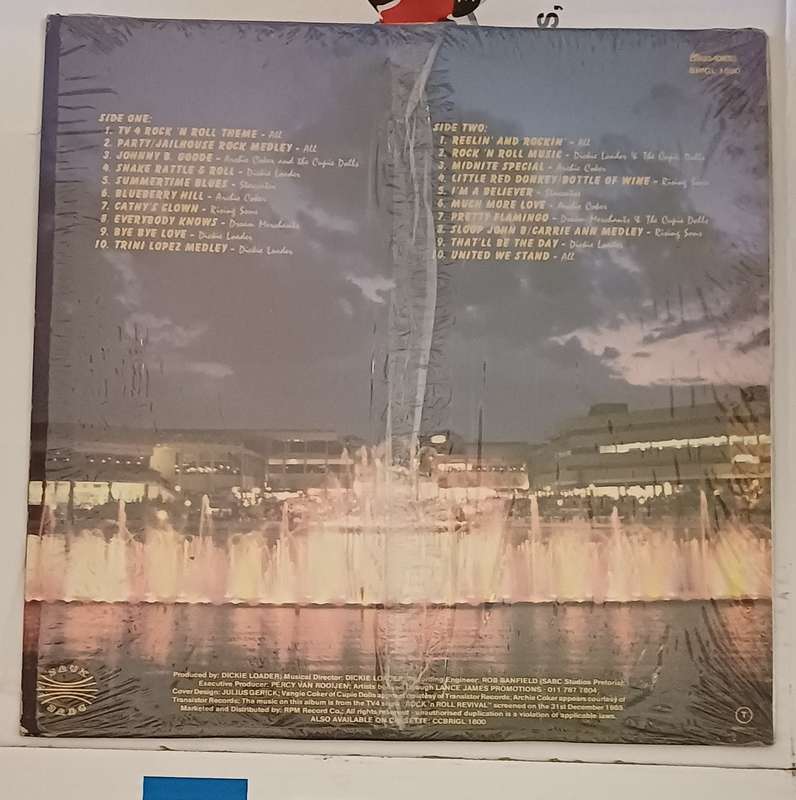 BRIGL 1600
SIDE ONE:
1. TV 4 ROCK 'N ROLL THEME - All
2. PARTY/JAILHOUSE ROCK MEDLEY - All
3. JOHNNY B. GOODE - Archie Coker and the Cupie Dolls
4. SHAKE RATTLE & ROLL - Dickie Loader
5. SUMMERTIME BLUES -
6. BLUEBERRY HILL - Archie Coker
7. CATHY'S CLOWN - Rising Sons
8. EVERYBODY KNOWS - Dream Merchants
9. BYE BYE LOVE - Dickie Loader
10. TRINI LOPEZ MEDLEY - Dickie Loader
SIDE TWO:
1. REELIN' AND ROCKIN' - All
2. ROCK 'N ROLL MUSIC - Dickie Loader & The Cupie Dolls
3. MIDNITE SPECIAL - Archie Coker
4. LITTLE RED DONKEY/BOTTLE OF WINE - Rising Sons
5. I'M A BELIEVER -
6. MUCH MORE LOVE - Archie Coker
7. PRETTY FLAMINGO - Dream Merchants & The Cupie Dolls
8. SLOOP JOHN B/CARRIE ANN MEDLEY - Rising Sons
9. THAT'LL BE THE DAY - Dickie Loader
10. UNITED WE STAND - All
Produced by: DICKIE LOADER; Musical Director: DICKIE Engineer: ROB BANFIELD (SABC Studios Pretoria);
Executive Producer: PERCY VAN ROOIJEN; Artists through LANCE JAMES PROMOTIONS - 011 787 7804
Cover Design: JULIUS GERICK; Vangie Coker of Cupie Dolls courtesy of Transistor Records; Archie Coker appears courtesy of
Transistor Records; The music on this album is from the TV4 "ROCK 'n ROLL REVIVAL" screened on the 31st December 1985
Marketed and Distributed by: RPM Record Co.; All rights unauthorised duplication is a violation of applicable laws.
ALSO AVAILABLE ON CASSETTE: CCBRIGL 1600
SAUK
SABC
T
S,